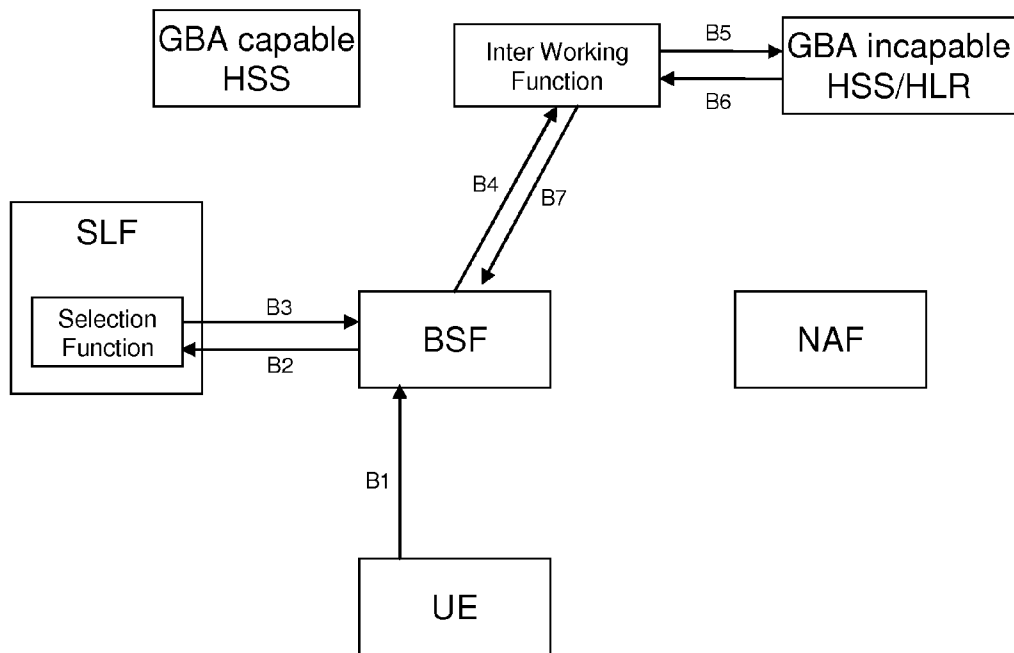 GBA capable
HSS
Inter Working
Function
B5
B6
GBA incapable
HSS/HLR
B4
B7
SLF
Selection
Function
B3
B2
BSF
NAF
B1
UE